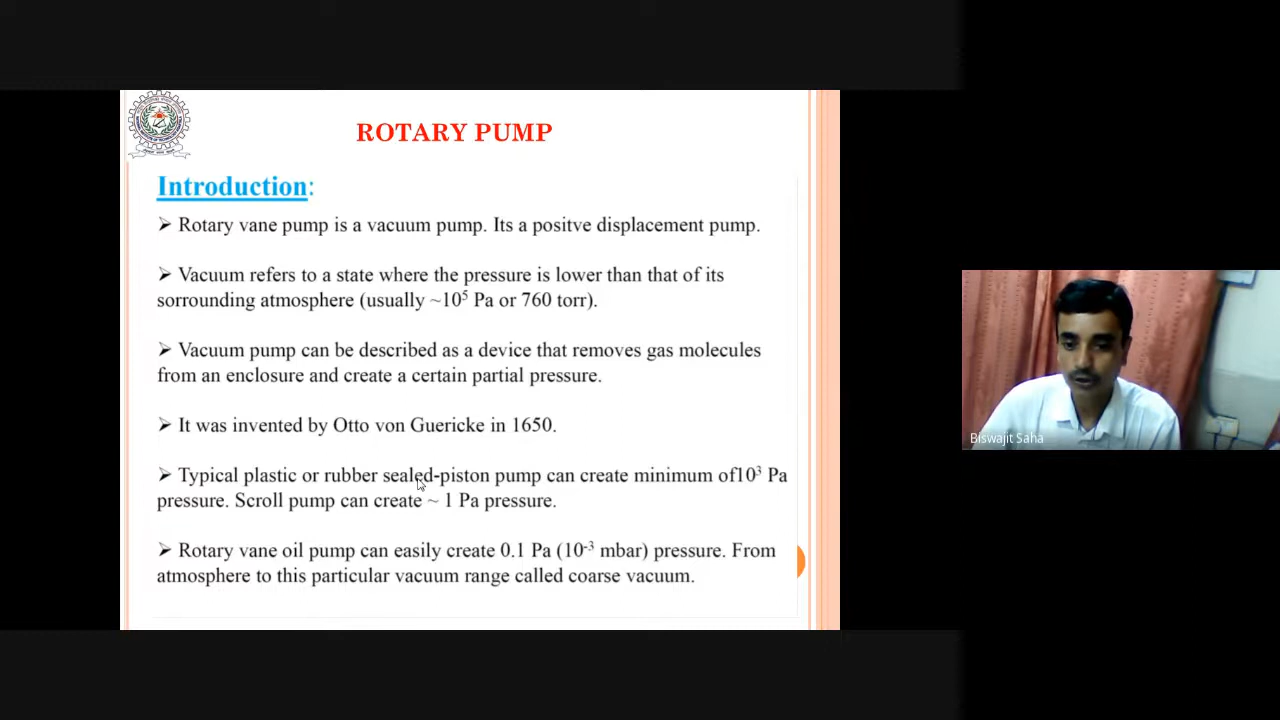 ROTARY PUMP
Introduction:
➢ Rotary vane pump is a vacuum pump. Its a positve displacement pump.
➢ Vacuum refers to a state where the pressure is lower than that of its
sorrounding atmosphere (usually ~10⁵ Pa or 760 torr).
➢ Vacuum pump can be described as a device that removes gas molecules
from an enclosure and create a certain partial pressure.
➢ It was invented by Otto von Guericke in 1650.
➢ Typical plastic or rubber sealed-piston pump can create minimum of10³ Pa
pressure. Scroll pump can create ~ 1 Pa pressure.
➢ Rotary vane oil pump can easily create 0.1 Pa (10⁻³ mbar) pressure. From
atmosphere to this particular vacuum range called coarse vacuum.
Biswajit Saha